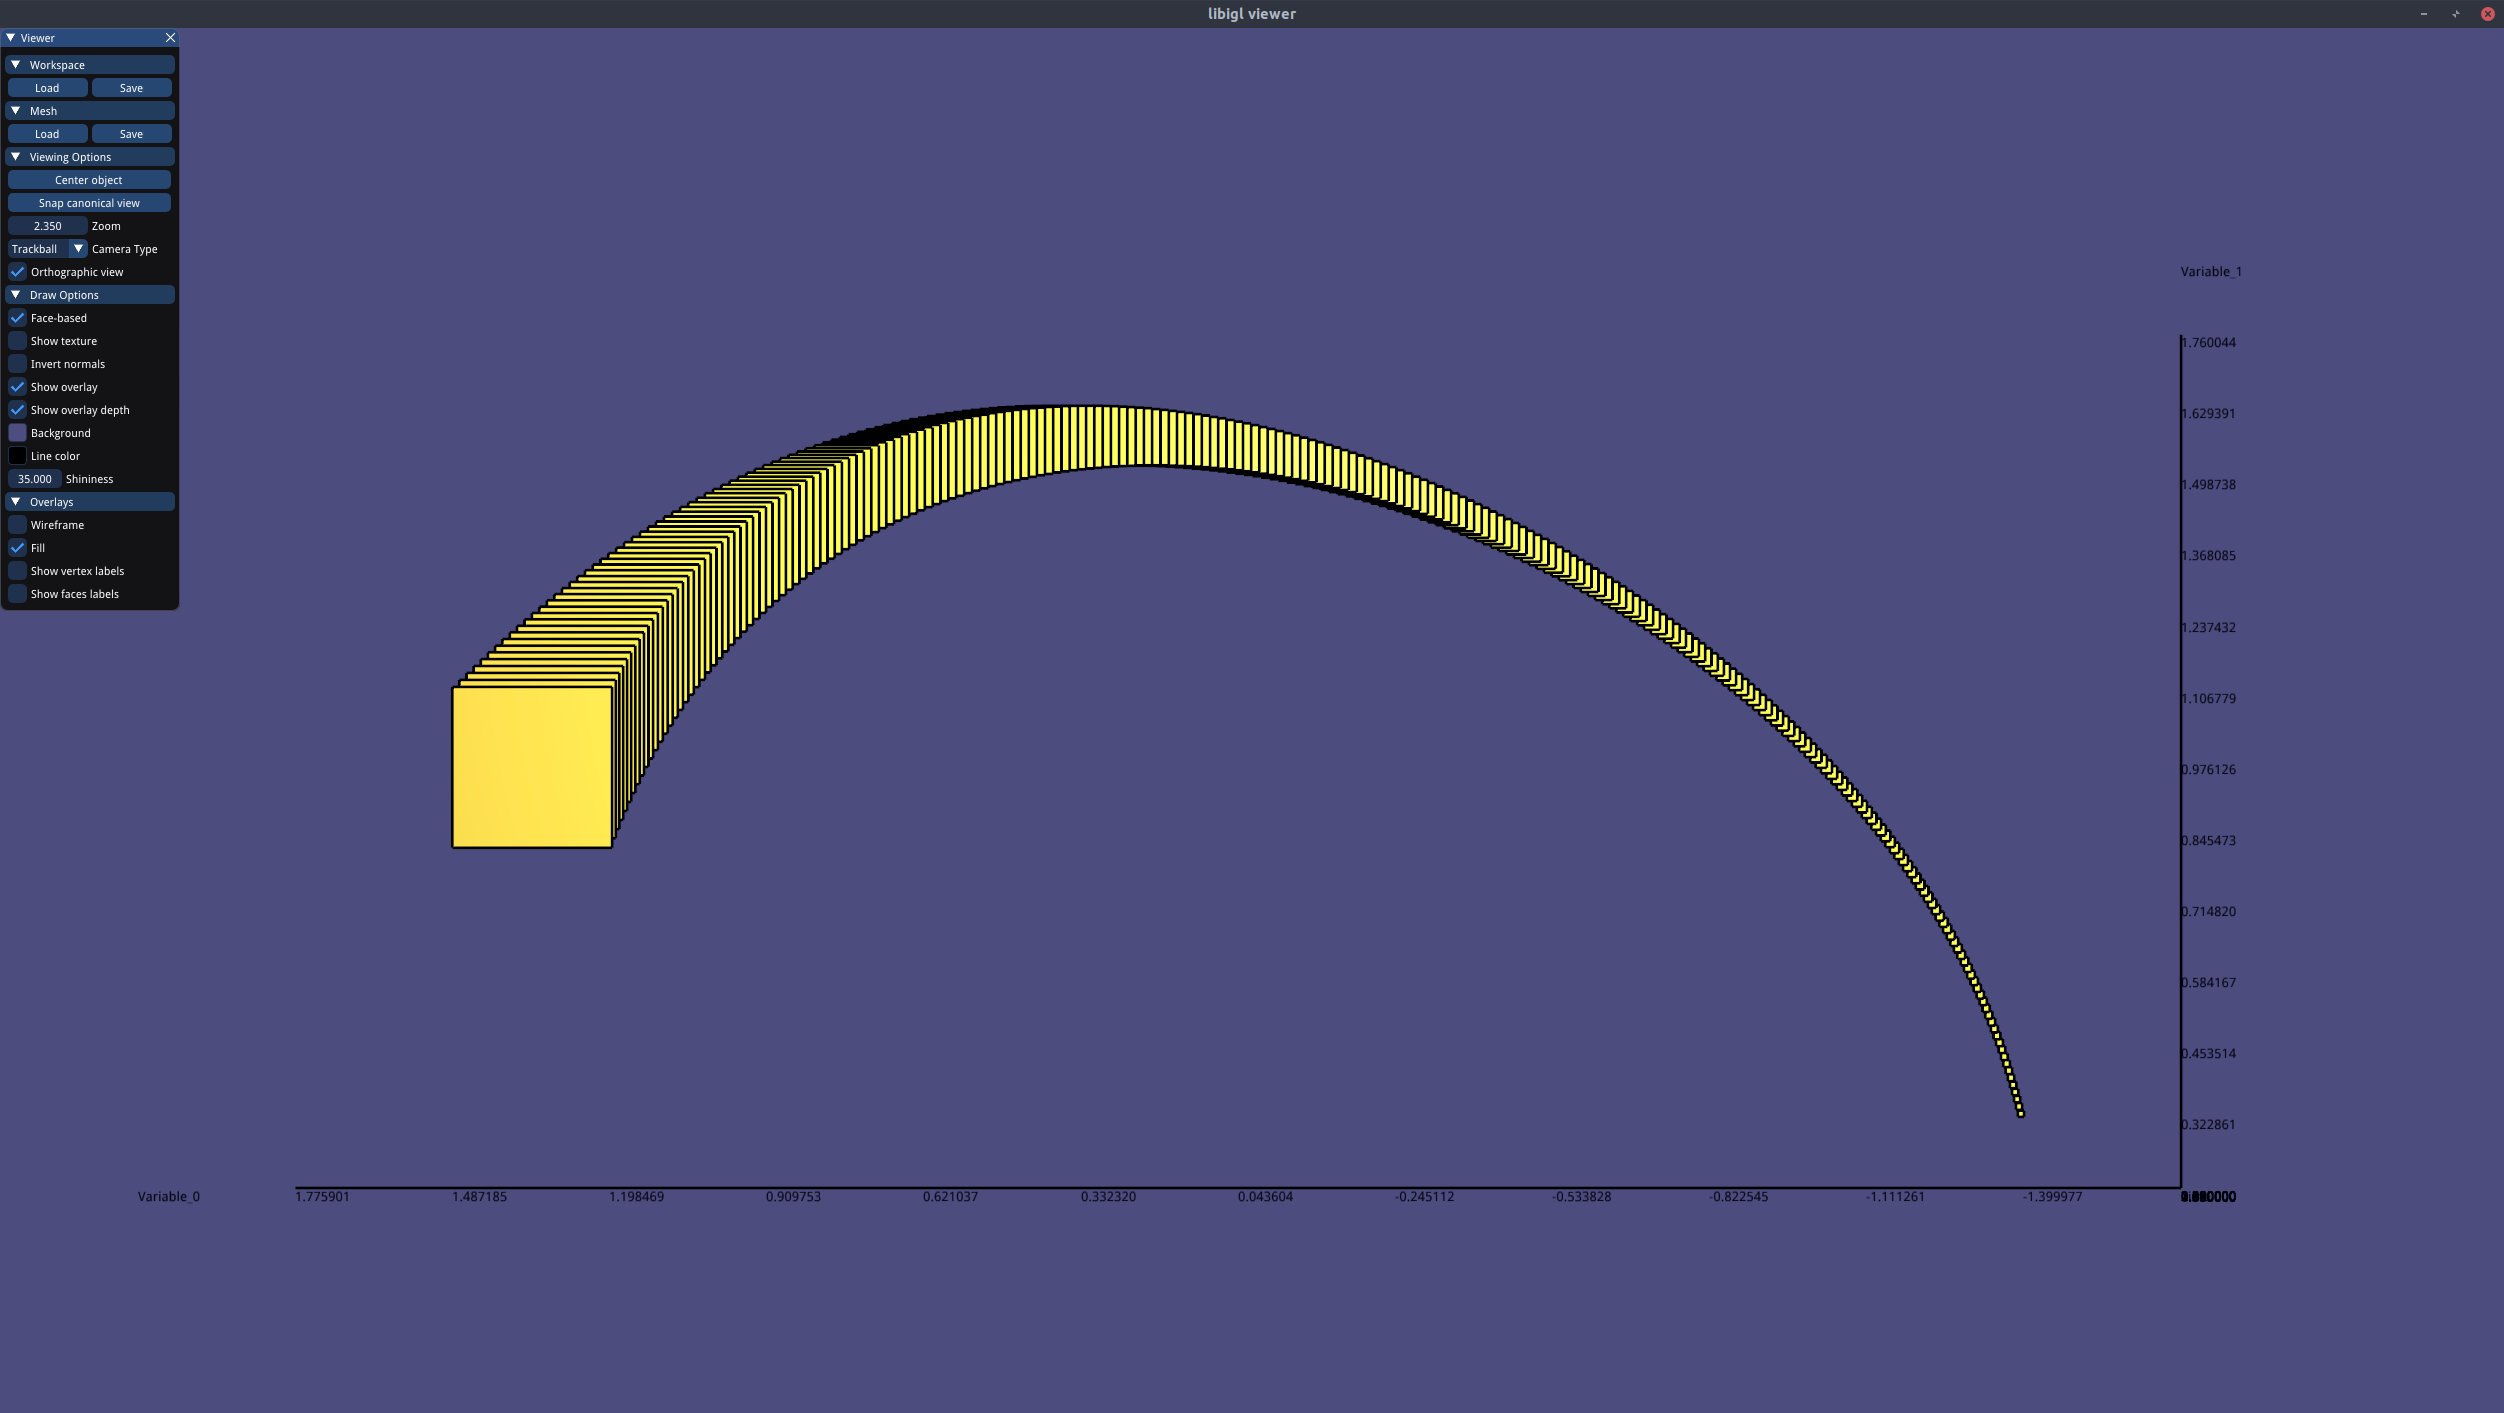 libigl viewer
Viewer
Workspace
Load Save
Mesh
Load Save
Viewing Options
Center object
Snap canonical view
2.350 Zoom
Trackball Camera Type
Orthographic view
Draw Options
Face-based
Show texture
Invert normals
Show overlay
Show overlay depth
Background
Line color
35.000 Shininess
Overlays
Wireframe
Fill
Show vertex labels
Show faces labels
Variable_1
1.760044
1.629391
1.498738
1.368085
1.237432
1.106779
0.976126
0.845473
0.714820
0.584167
0.453514
0.322861
Variable_0 1.775901 1.487185 1.198469 0.909753 0.621037 0.332320 0.043604 -0.245112 -0.533828 -0.822545 -1.111261 -1.399977